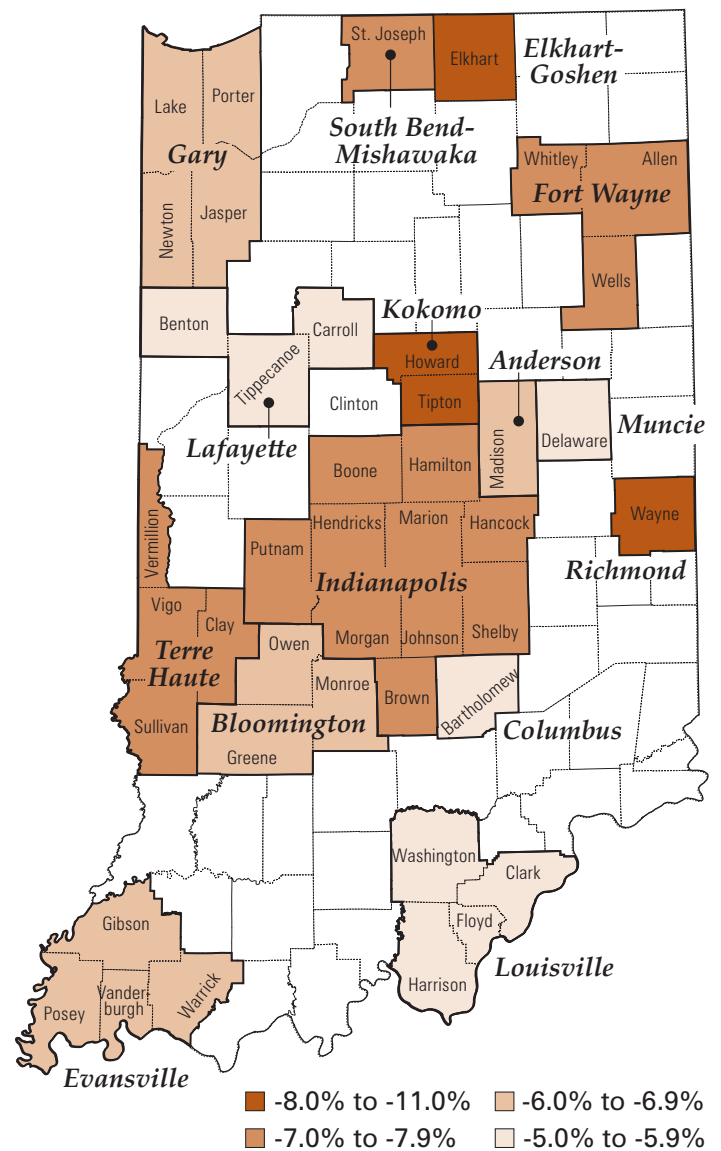 St. Joseph
Elkhart
Elkhart-
Goshen
Lake
Porter
South Bend-
Mishawaka
Gary
Whitley
Allen
Fort Wayne
Newton
Jasper
Wells
Benton
Carroll
Kokomo
Howard
Anderson
Tippecanoe
Clinton
Tipton
Lafayette
Madison
Delaware
Muncie
Boone
Hamilton
Vermillion
Hendricks
Marion
Hancock
Wayne
Putnam
Indianapolis
Richmond
Vigo
Clay
Morgan
Johnson
Shelby
Terre
Haute
Owen
Monroe
Brown
Bartholomew
Sullivan
Bloomington
Columbus
Greene
Washington
Clark
Gibson
Floyd
Louisville
Harrison
Posey
Vander-
burgh
Warrick
Evansville
-8.0% to -11.0%
-6.0% to -6.9%
-7.0% to -7.9%
-5.0% to -5.9%